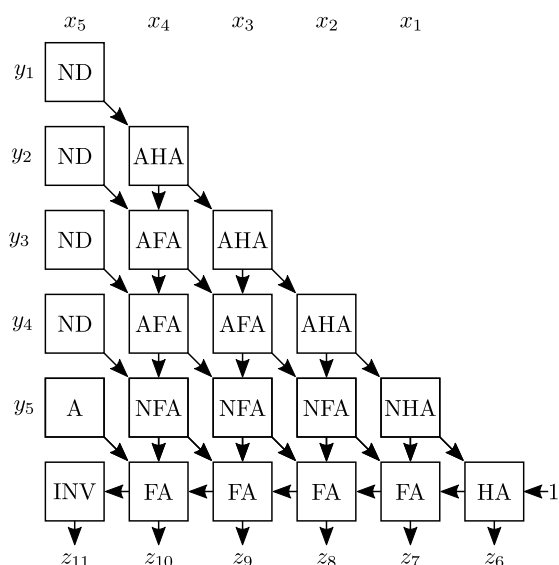 x₅ x₄ x₃ x₂ x₁
y₁ ND
y₂ ND AHA
y₃ ND AFA AHA
y₄ ND AFA AFA AHA
y₅ A NFA NFA NFA NHA
INV FA FA FA FA HA 1
z₁₁ z₁₀ z₉ z₈ z₇ z₆